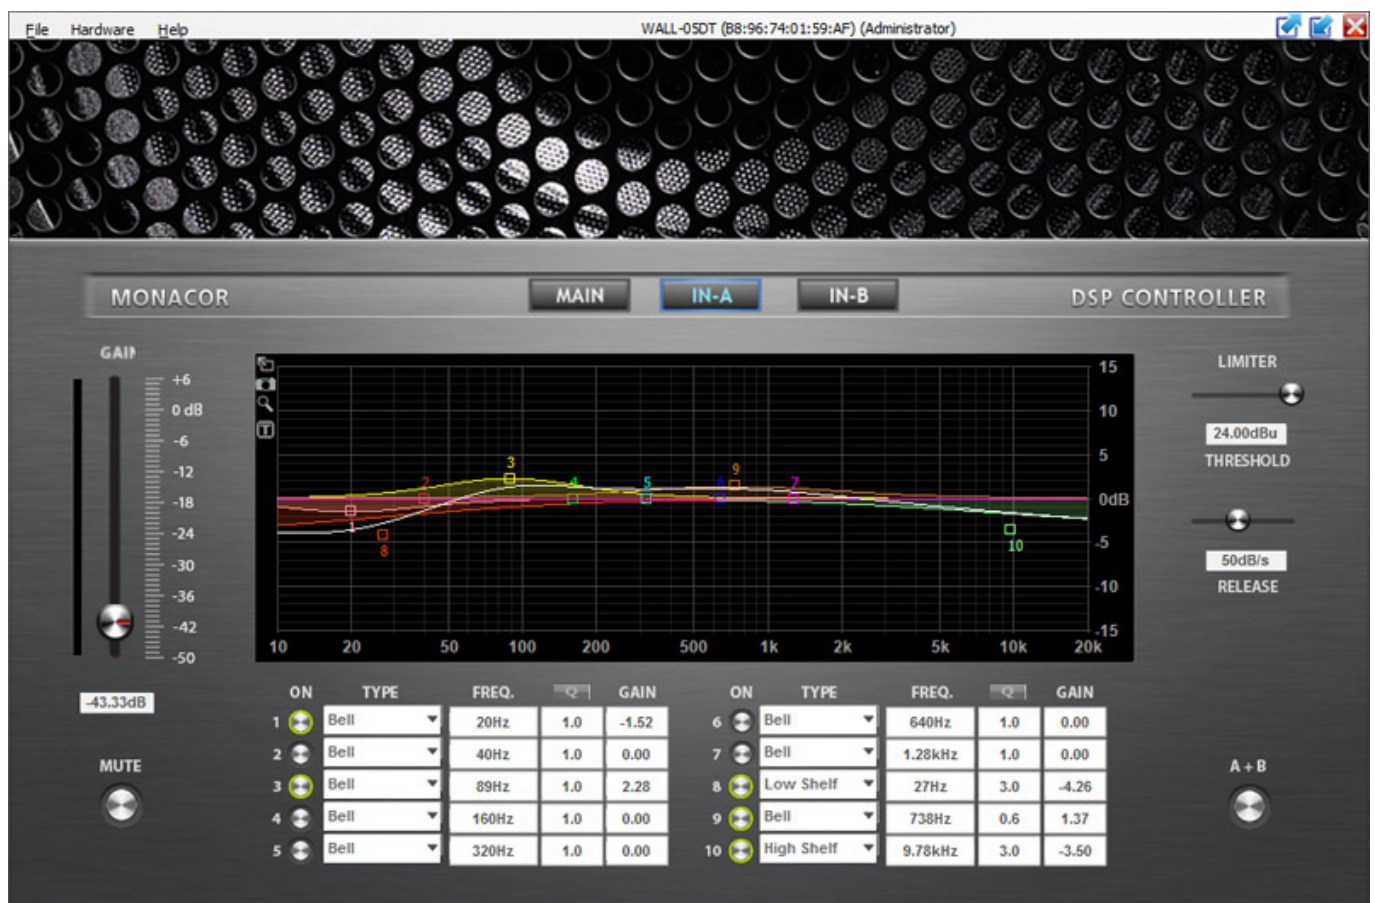 File Hardware Help WALL-05DT (B8:96:74:01:59:AF) (Administrator)
MONACOR MAIN IN-A IN-B DSP CONTROLLER
GAIN
+6
0 dB
-6
-12
-18
-24
-30
-36
-42
-50
-43.33dB
MUTE
T
1
2
3
4
5
6
7
8
9
10
15
10
5
0dB
-5
-10
-15
10 20 50 100 200 500 1k 2k 5k 10k 20k
LIMITER
24.00dBu
THRESHOLD
50dB/s
RELEASE
A + B
ON TYPE FREQ. Q GAIN ON TYPE FREQ. Q GAIN
1 Bell 20Hz 1.0 -1.52 6 Bell 640Hz 1.0 0.00
2 Bell 40Hz 1.0 0.00 7 Bell 1.28kHz 1.0 0.00
3 Bell 89Hz 1.0 2.28 8 Low Shelf 27Hz 3.0 -4.26
4 Bell 160Hz 1.0 0.00 9 Bell 738Hz 0.6 1.37
5 Bell 320Hz 1.0 0.00 10 High Shelf 9.78kHz 3.0 -3.50